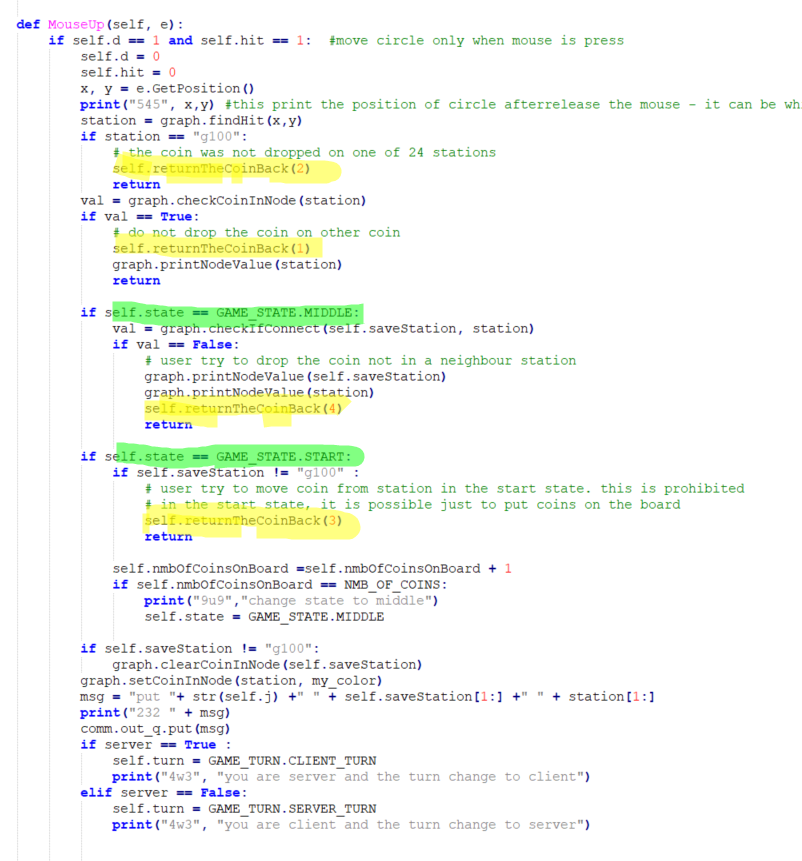 def MouseUp(self, e):
    if self.d == 1 and self.hit == 1:  #move circle only when mouse is press
        self.d = 0
        self.hit = 0
        x, y = e.GetPosition()
        print("545", x,y) #this print the position of circle afterrelease the mouse - it can be wh
        station = graph.findHit(x,y)
        if station == "g100":
            # the coin was not dropped on one of 24 stations
            self.returnTheCoinBack(2)
            return
        val = graph.checkCoinInNode(station)
        if val == True:
            # do not drop the coin on other coin
            self.returnTheCoinBack(1)
            graph.printNodeValue(station)
            return

        if self.state == GAME_STATE.MIDDLE:
            val = graph.checkIfConnect(self.saveStation, station)
            if val == False:
                # user try to drop the coin not in a neighbour station
                graph.printNodeValue(self.saveStation)
                graph.printNodeValue(station)
                self.returnTheCoinBack(4)
                return

        if self.state == GAME_STATE.START:
            if self.saveStation != "g100" :
                # user try to move coin from station in the start state. this is prohibited
                # in the start state, it is possible just to put coins on the board
                self.returnTheCoinBack(3)
                return

            self.nmbOfCoinsOnBoard =self.nmbOfCoinsOnBoard + 1
            if self.nmbOfCoinsOnBoard == NMB_OF_COINS:
                print("9u9","change state to middle")
                self.state = GAME_STATE.MIDDLE

        if self.saveStation != "g100":
            graph.clearCoinInNode(self.saveStation)
        graph.setCoinInNode(station, my_color)
        msg = "put "+ str(self.j) +" " + self.saveStation[1:] +" " + station[1:]
        print("232 " + msg)
        comm.out_q.put(msg)
        if server == True :
            self.turn = GAME_TURN.CLIENT_TURN
            print("4w3", "you are server and the turn change to client")
        elif server == False:
            self.turn = GAME_TURN.SERVER_TURN
            print("4w3", "you are client and the turn change to server")